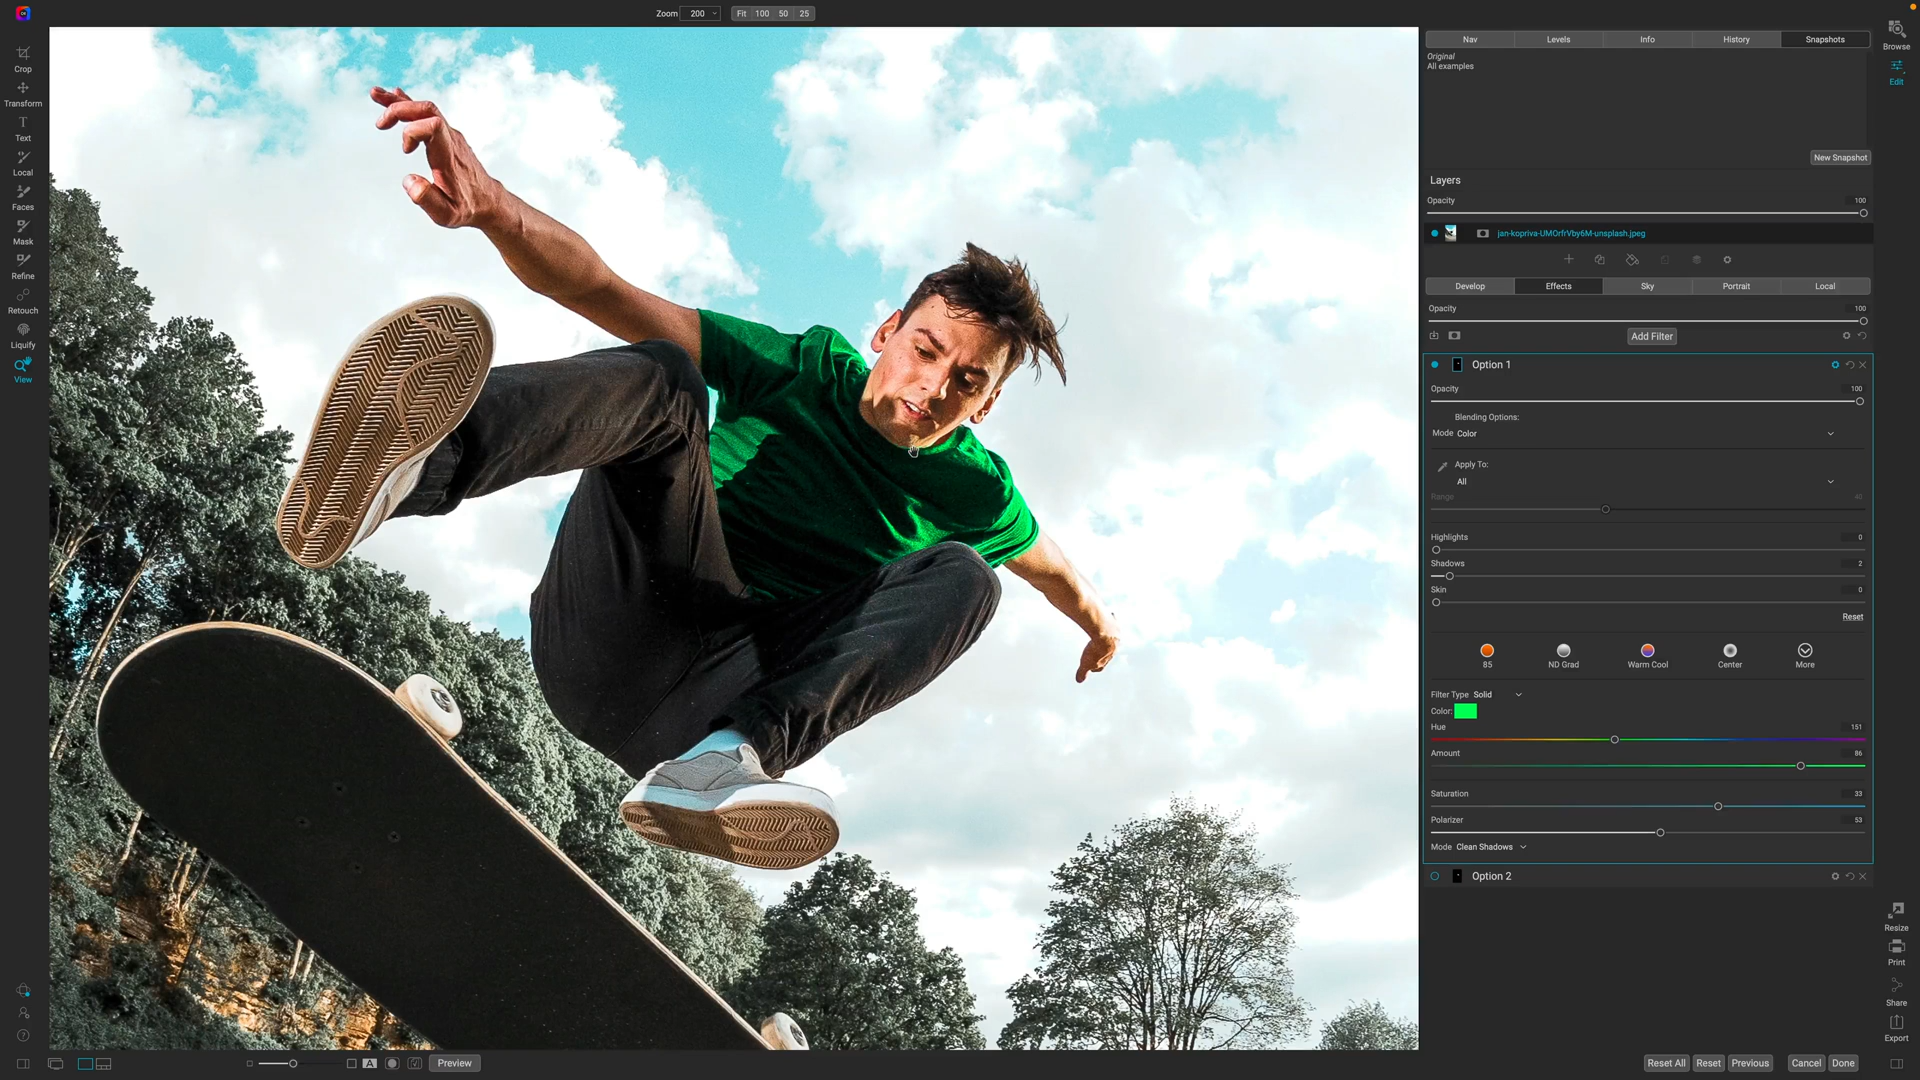 Zoom 200 Fit 100 50 25
Crop
Transform
Text
Local
Faces
Mask
Refine
Retouch
Liquify
View
Nav Levels Info History Snapshots
Original
All examples
New Snapshot
Layers
Opacity 100
jan-kopriva-UMOrfrVby6M-unsplash.jpeg
Develop Effects Sky Portrait Local
Opacity 100
Add Filter
Option 1
Opacity 100
Blending Options:
Mode Color
Apply To:
All
Range 40
Highlights 0
Shadows 2
Skin 0
Reset
85 ND Grad Warm Cool Center More
Filter Type Solid
Color:
Hue 151
Amount 86
Saturation 33
Polarizer 53
Mode Clean Shadows
Option 2
Browse
Edit
Resize
Print
Share
Export
A Preview
Reset All Reset Previous Cancel Done